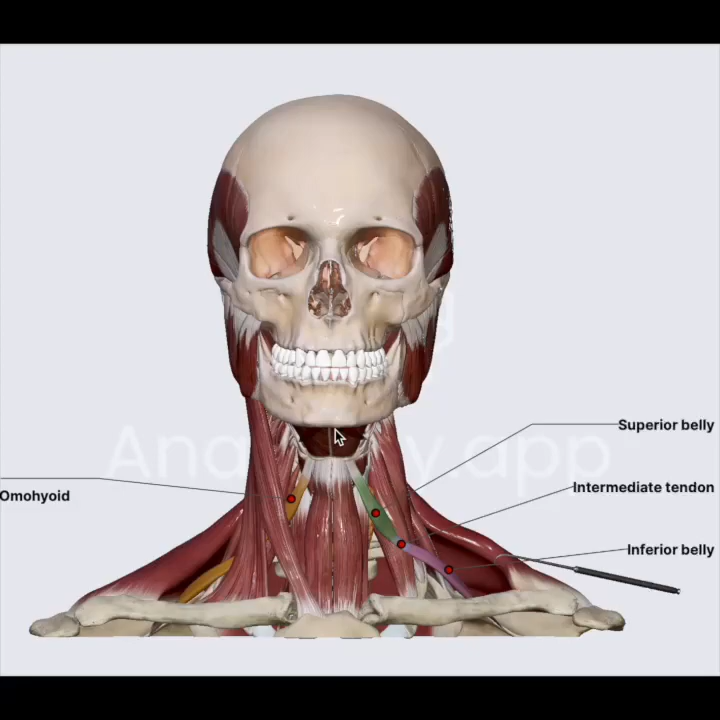 Superior belly
Intermediate tendon
Omohyoid
Inferior belly